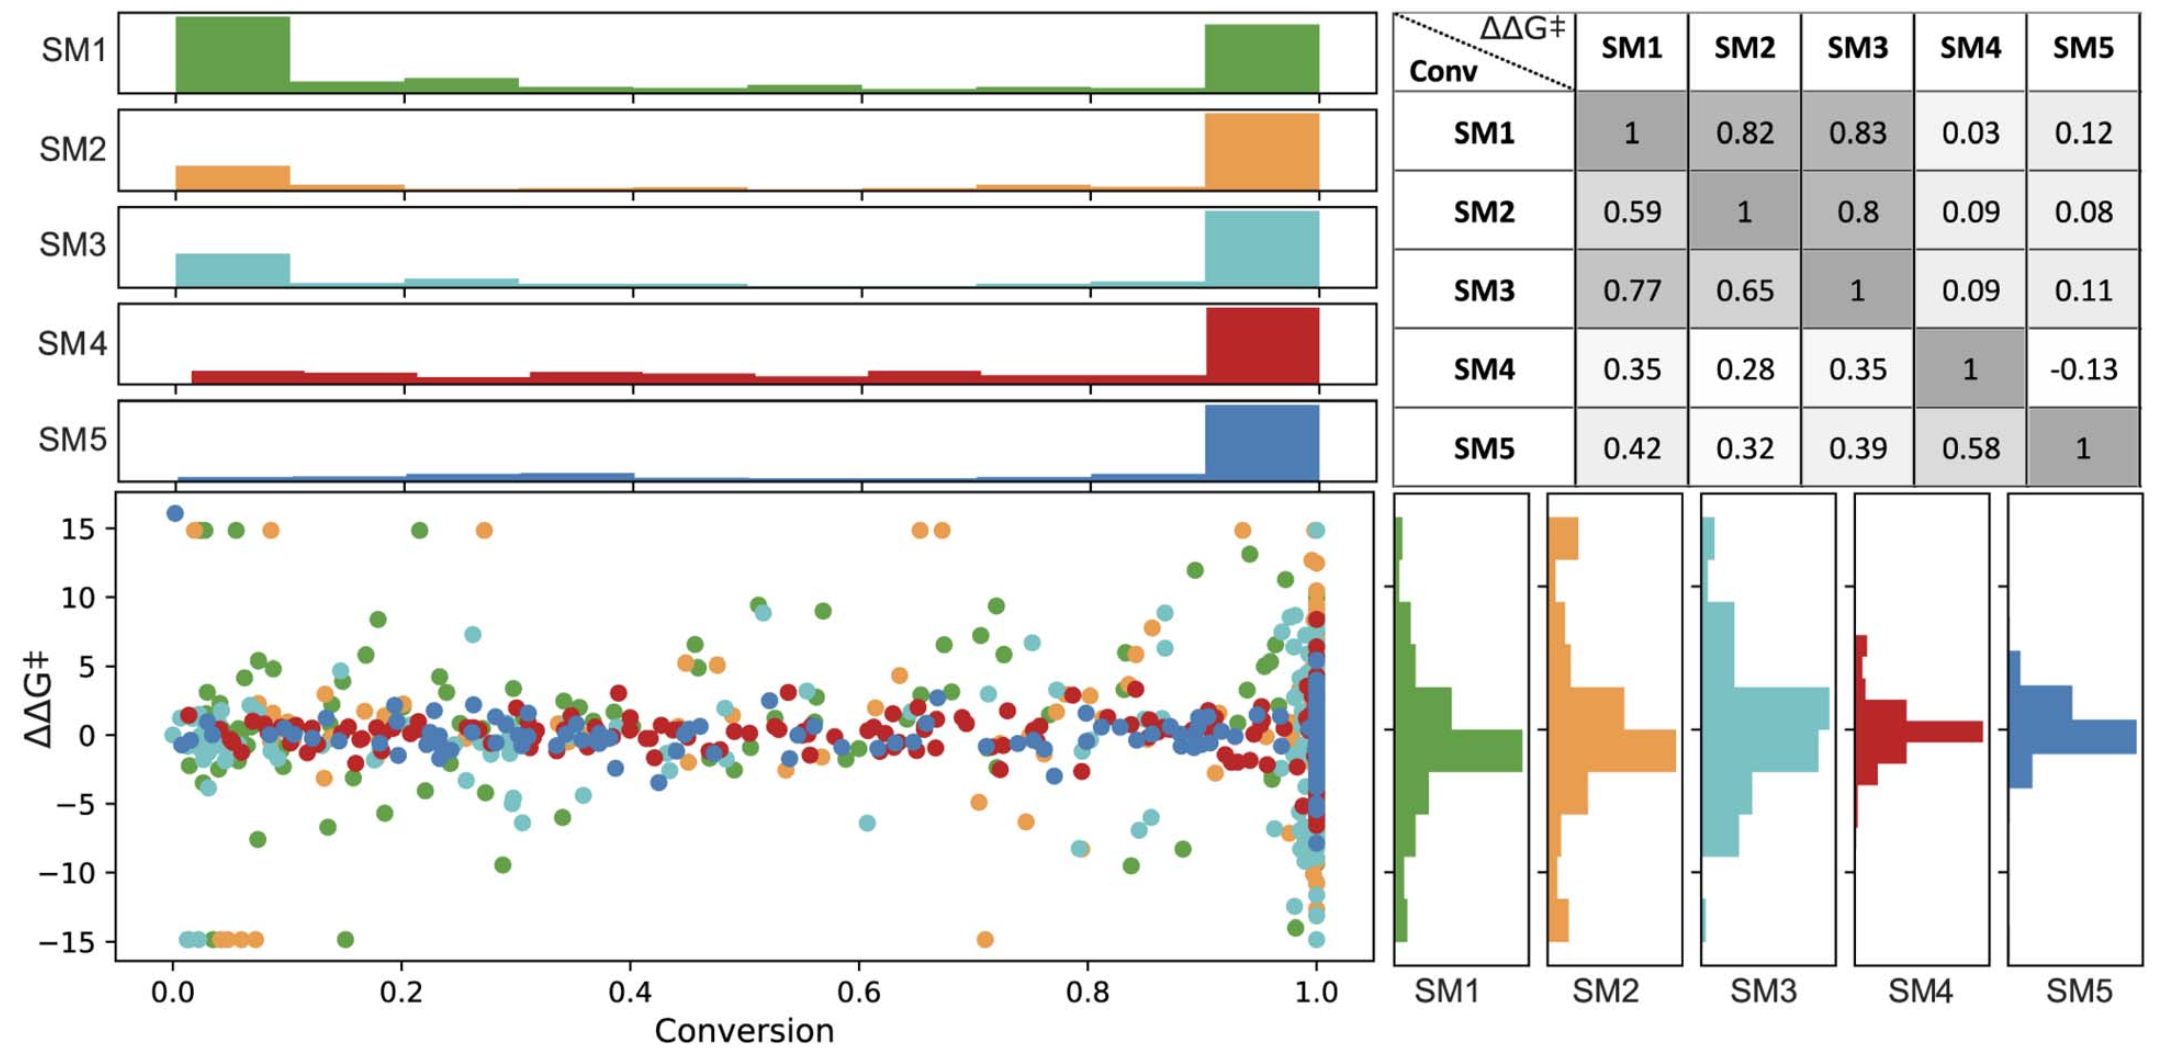 SM1
SM2
SM3
SM4
SM5
ΔΔG‡ SM1 SM2 SM3 SM4 SM5
Conv
SM1 1 0.82 0.83 0.03 0.12
SM2 0.59 1 0.8 0.09 0.08
SM3 0.77 0.65 1 0.09 0.11
SM4 0.35 0.28 0.35 1 -0.13
SM5 0.42 0.32 0.39 0.58 1
ΔΔG‡
15
10
5
0
−5
−10
−15
0.0 0.2 0.4 0.6 0.8 1.0
Conversion
SM1 SM2 SM3 SM4 SM5